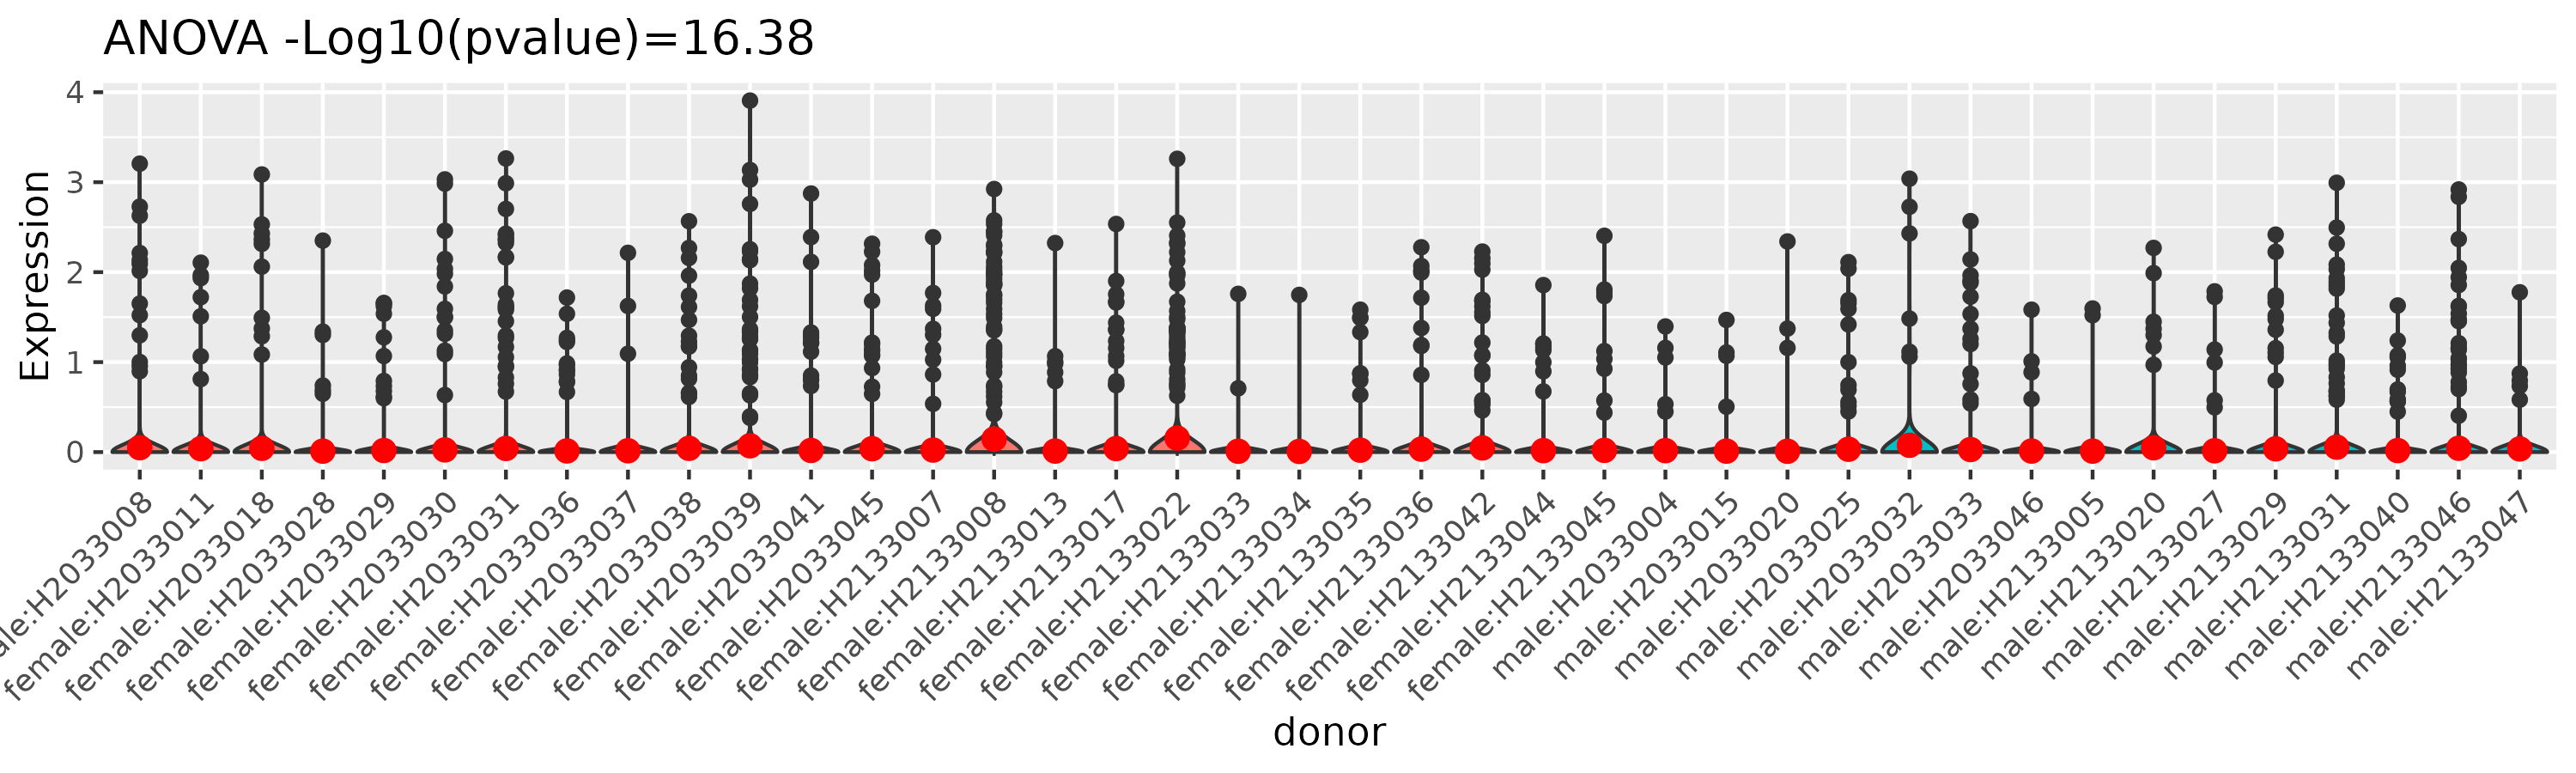 ANOVA -Log10(pvalue)=16.38
4
3
2
1
0
Expression
ale:H2033008
female:H2033011
female:H2033018
female:H2033028
female:H2033029
female:H2033030
female:H2033031
female:H2033036
female:H2033037
female:H2033038
female:H2033039
female:H2033041
female:H2033045
female:H2133007
female:H2133008
female:H2133013
female:H2133017
female:H2133022
female:H2133033
female:H2133034
female:H2133035
female:H2133036
female:H2133042
female:H2133044
female:H2133045
male:H2033004
male:H2033015
male:H2033020
male:H2033025
male:H2033032
male:H2033033
male:H2033046
male:H2133005
male:H2133020
male:H2133027
male:H2133029
male:H2133031
male:H2133040
male:H2133046
male:H2133047
donor